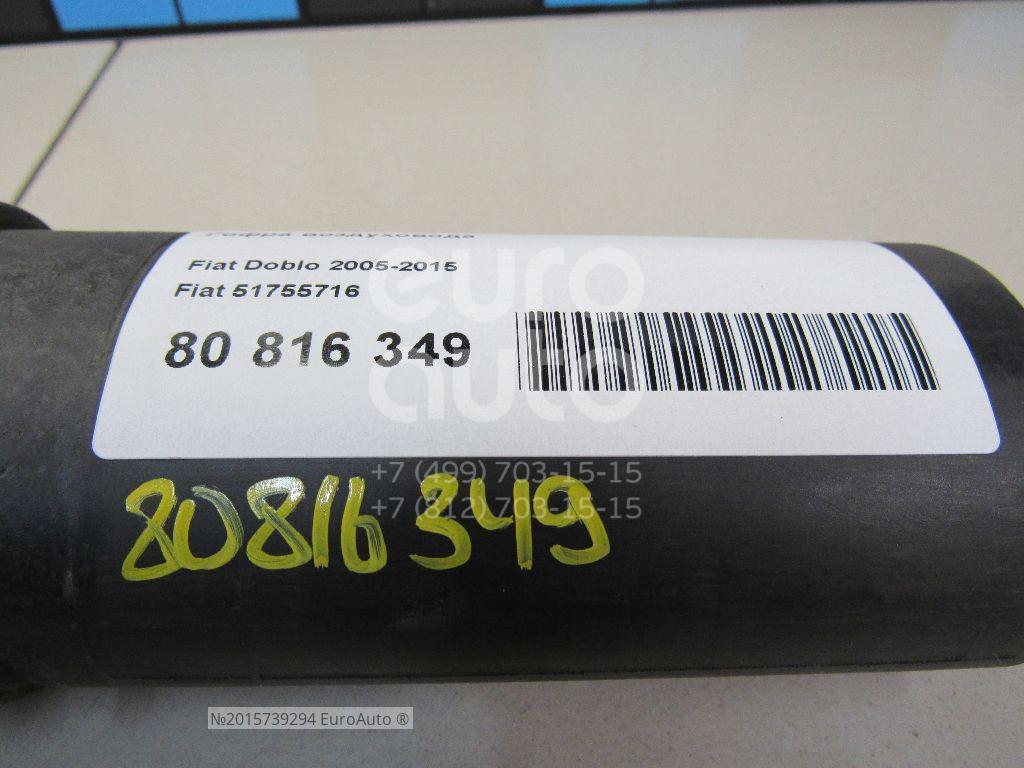 Гофра воздуховода
Fiat Doblo 2005-2015
Fiat 51755716
80 816 349
euro
auto
+7 (499) 703-15-15
+7 (812) 703-15-15
80816349
№2015739294 EuroAuto ®